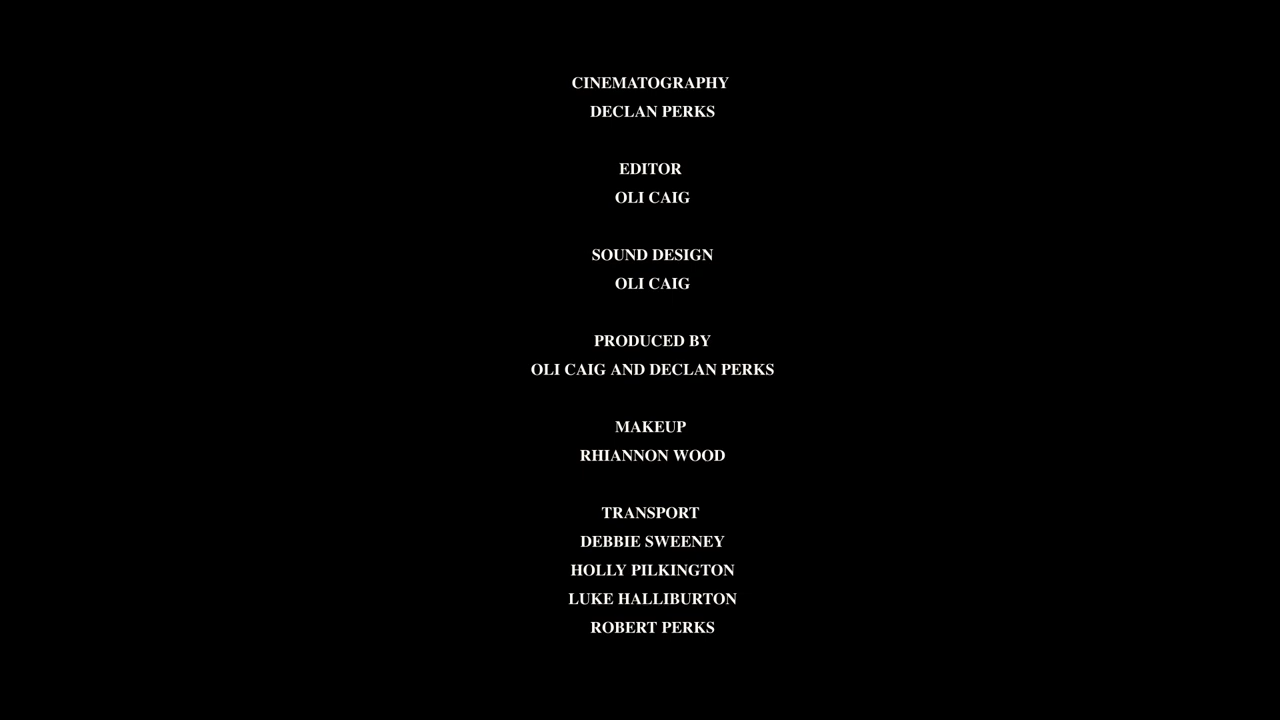 CINEMATOGRAPHY
DECLAN PERKS
EDITOR
OLI CAIG
SOUND DESIGN
OLI CAIG
PRODUCED BY
OLI CAIG AND DECLAN PERKS
MAKEUP
RHIANNON WOOD
TRANSPORT
DEBBIE SWEENEY
HOLLY PILKINGTON
LUKE HALLIBURTON
ROBERT PERKS